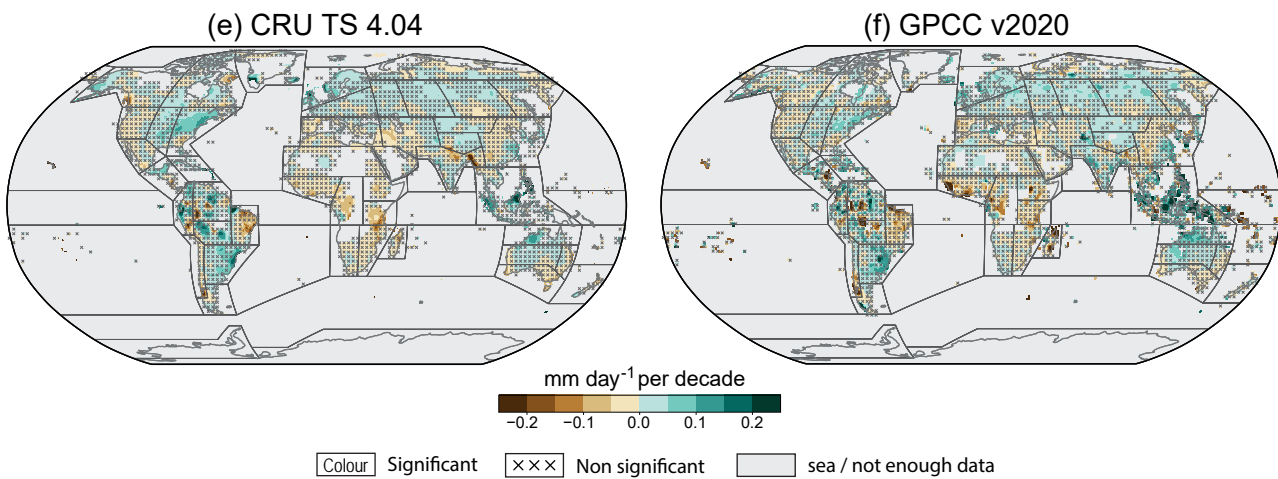 (e) CRU TS 4.04
(f) GPCC v2020
mm day-1 per decade
−0.2 −0.1 0.0 0.1 0.2
Colour Significant
××× Non significant
sea / not enough data